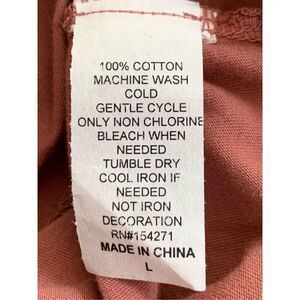 100% COTTON
MACHINE WASH
COLD
GENTLE CYCLE
ONLY NON CHLORINE
BLEACH WHEN
NEEDED
TUMBLE DRY
COOL IRON IF
NEEDED
NOT IRON
DECORATION
RN#154271
MADE IN CHINA
L